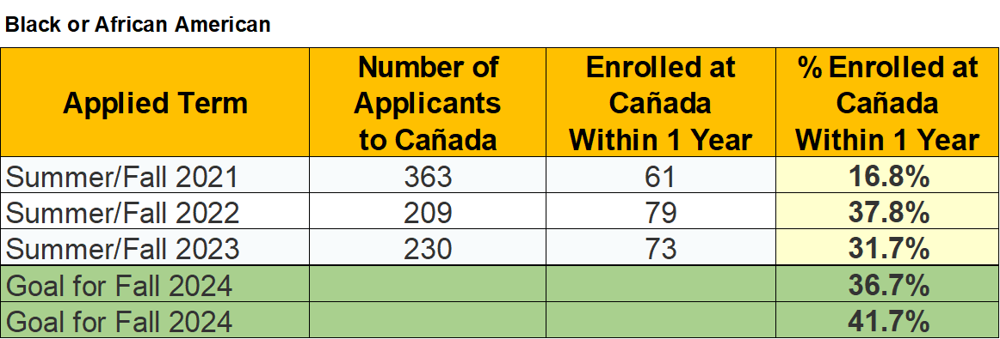 Black or African American
Applied Term
Number of
Applicants
to Cañada
Enrolled at
Cañada
Within 1 Year
% Enrolled at
Cañada
Within 1 Year
Summer/Fall 2021 363 61 16.8%
Summer/Fall 2022 209 79 37.8%
Summer/Fall 2023 230 73 31.7%
Goal for Fall 2024 36.7%
Goal for Fall 2024 41.7%